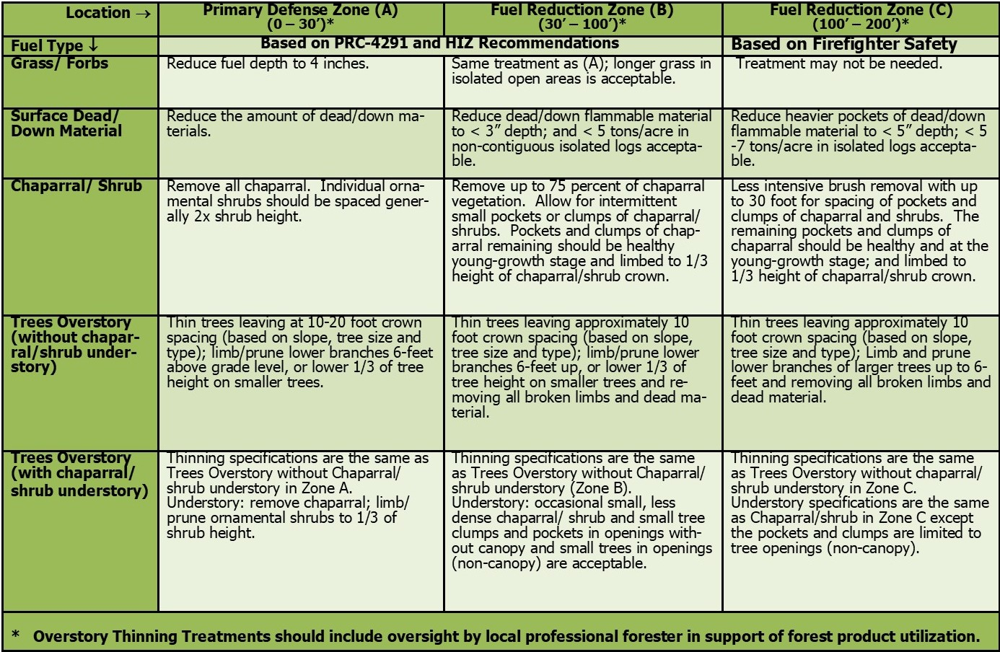 Location →
Primary Defense Zone (A)
(0 – 30’)*
Fuel Reduction Zone (B)
(30’ – 100’)*
Fuel Reduction Zone (C)
(100’ – 200’)*
Fuel Type ↓
Based on PRC-4291 and HIZ Recommendations
Based on Firefighter Safety
Grass/ Forbs
Reduce fuel depth to 4 inches.
Same treatment as (A); longer grass in
isolated open areas is acceptable.
Treatment may not be needed.
Surface Dead/
Down Material
Reduce the amount of dead/down ma-
terials.
Reduce dead/down flammable material
to < 3” depth; and < 5 tons/acre in
non-contiguous isolated logs accepta-
ble.
Reduce heavier pockets of dead/down
flammable material to < 5” depth; < 5
-7 tons/acre in isolated logs accepta-
ble.
Chaparral/ Shrub
Remove all chaparral.  Individual orna-
mental shrubs should be spaced gener-
ally 2x shrub height.
Remove up to 75 percent of chaparral
vegetation.  Allow for intermittent
small pockets or clumps of chaparral/
shrubs.  Pockets and clumps of chap-
arral remaining should be healthy
young-growth stage and limbed to 1/3
height of chaparral/shrub crown.
Less intensive brush removal with up
to 30 foot for spacing of pockets and
clumps of chaparral and shrubs.  The
remaining pockets and clumps of
chaparral should be healthy and at the
young-growth stage; and limbed to
1/3 height of chaparral/shrub crown.
Trees Overstory
(without chapar-
ral/shrub under-
story)
Thin trees leaving at 10-20 foot crown
spacing (based on slope, tree size and
type); limb/prune lower branches 6-feet
above grade level, or lower 1/3 of tree
height on smaller trees.
Thin trees leaving approximately 10
foot crown spacing (based on slope,
tree size and type); limb/prune lower
branches 6-feet up, or lower 1/3 of
tree height on smaller trees and re-
moving all broken limbs and dead ma-
terial.
Thin trees leaving approximately 10
foot crown spacing (based on slope,
tree size and type); Limb and prune
lower branches of larger trees up to 6-
feet and removing all broken limbs and
dead material.
Trees Overstory
(with chaparral/
shrub understory)
Thinning specifications are the same as
Trees Overstory without Chaparral/
shrub understory in Zone A.
Understory: remove chaparral; limb/
prune ornamental shrubs to 1/3 of
shrub height.
Thinning specifications are the same
as Trees Overstory without Chaparral/
shrub understory (Zone B).
Understory: occasional small, less
dense chaparral/ shrub and small tree
clumps and pockets in openings with-
out canopy and small trees in openings
(non-canopy) are acceptable.
Thinning specifications are the same
as Trees Overstory without chaparral/
shrub understory in Zone C.
Understory specifications are the same
as Chaparral/shrub in Zone C except
the pockets and clumps are limited to
tree openings (non-canopy).
*   Overstory Thinning Treatments should include oversight by local professional forester in support of forest product utilization.